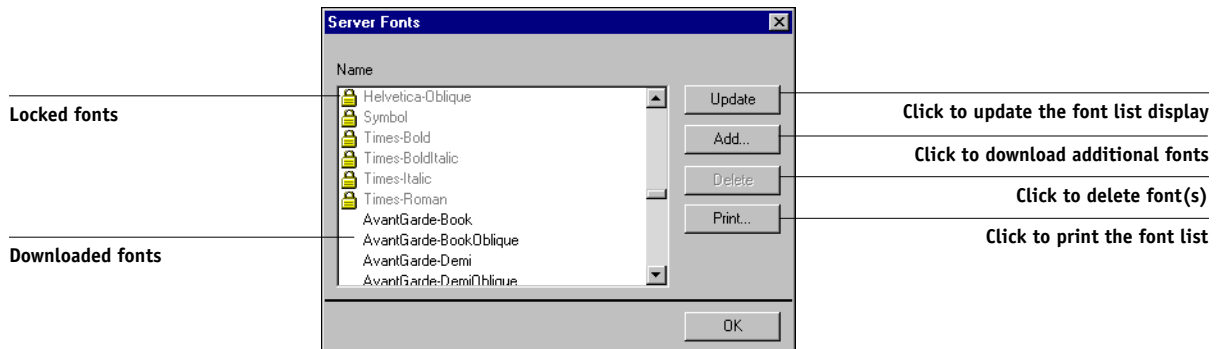 Server Fonts
Name
Helvetica-Oblique
Symbol
Times-Bold
Times-BoldItalic
Times-Italic
Times-Roman
AvantGarde-Book
AvantGarde-BookOblique
AvantGarde-Demi
AvantGarde-DemiOblique
Update
Add...
Delete
Print...
OK
Locked fonts
Downloaded fonts
Click to update the font list display
Click to download additional fonts
Click to delete font(s)
Click to print the font list